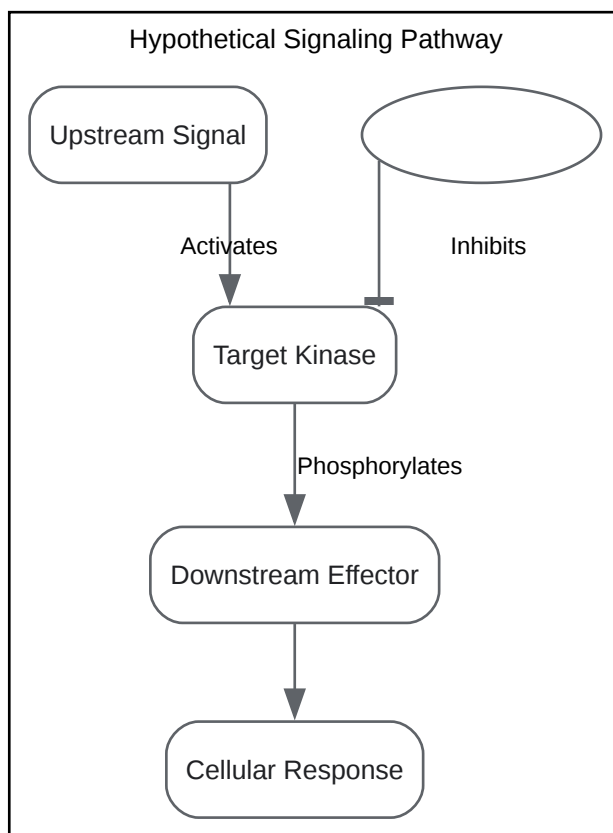 Hypothetical Signaling Pathway
Upstream Signal
Activates
Inhibits
Target Kinase
Phosphorylates
Downstream Effector
Cellular Response